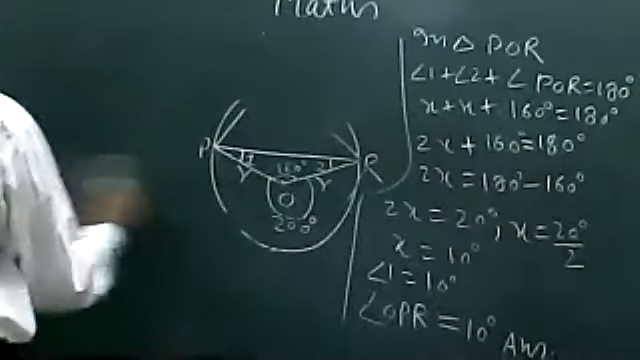 Maths
In Δ POR
∠1+∠2+∠ POR=180°
x+x+ 160°=180°
2x+160°=180°
2x=180°-160°
2x=20°, x=20°/2
x=10°
∠1=10°
∠OPR=10° Ans.
P
R
160°
r
r
O
200°